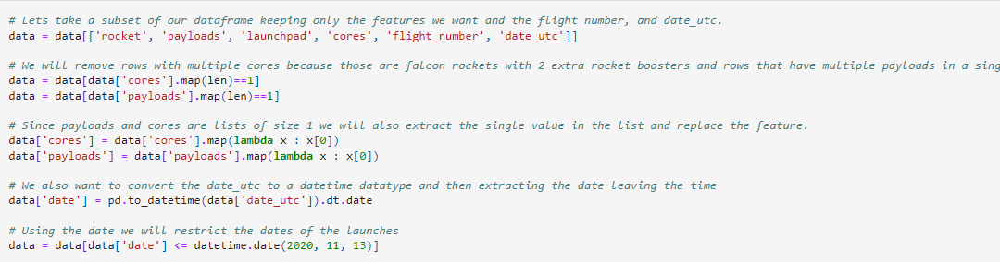 # Lets take a subset of our dataframe keeping only the features we want and the flight number, and date_utc.
data = data[['rocket', 'payloads', 'launchpad', 'cores', 'flight_number', 'date_utc']]
# We will remove rows with multiple cores because those are falcon rockets with 2 extra rocket boosters and rows that have multiple payloads in a sing
data = data[data['cores'].map(len)==1]
data = data[data['payloads'].map(len)==1]
# Since payloads and cores are lists of size 1 we will also extract the single value in the list and replace the feature.
data['cores'] = data['cores'].map(lambda x : x[0])
data['payloads'] = data['payloads'].map(lambda x : x[0])
# We also want to convert the date_utc to a datetime datatype and then extracting the date leaving the time
data['date'] = pd.to_datetime(data['date_utc']).dt.date
# Using the date we will restrict the dates of the launches
data = data[data['date'] <= datetime.date(2020, 11, 13)]